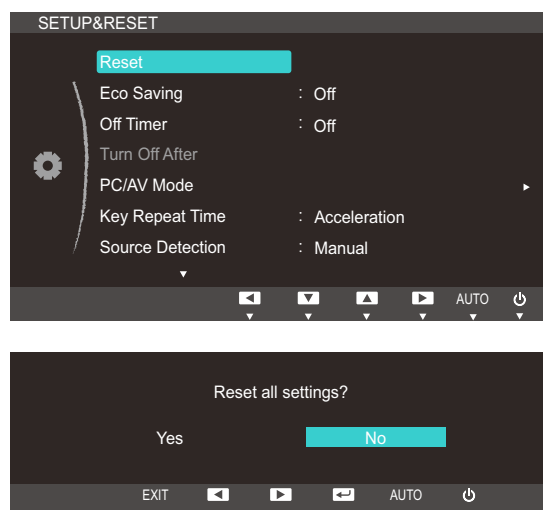 SETUP&RESET
Reset
Eco Saving : Off
Off Timer : Off
Turn Off After
PC/AV Mode
Key Repeat Time : Acceleration
Source Detection : Manual
AUTO
Reset all settings?
Yes No
EXIT AUTO